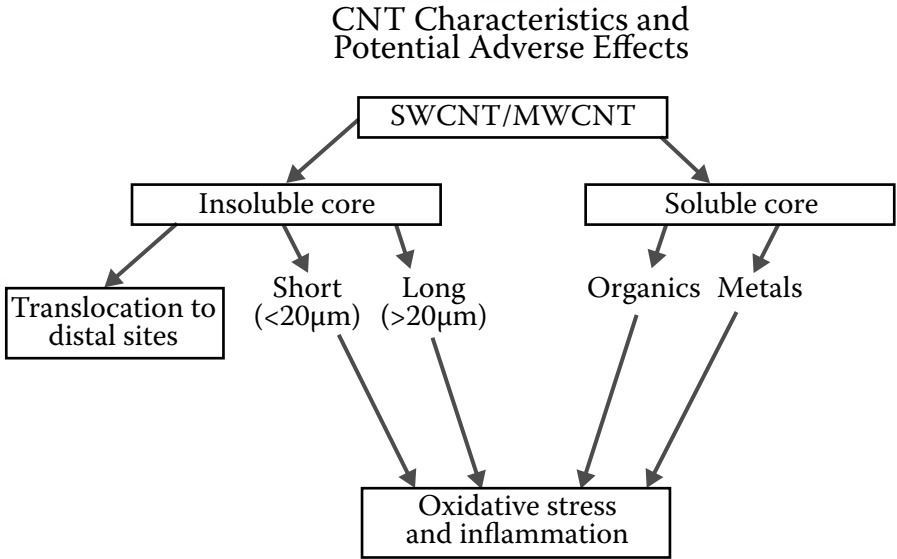 CNT Characteristics and
Potential Adverse Effects
SWCNT/MWCNT
Insoluble core
Soluble core
Translocation to
distal sites
Short
(<20μm)
Long
(>20μm)
Organics
Metals
Oxidative stress
and inflammation